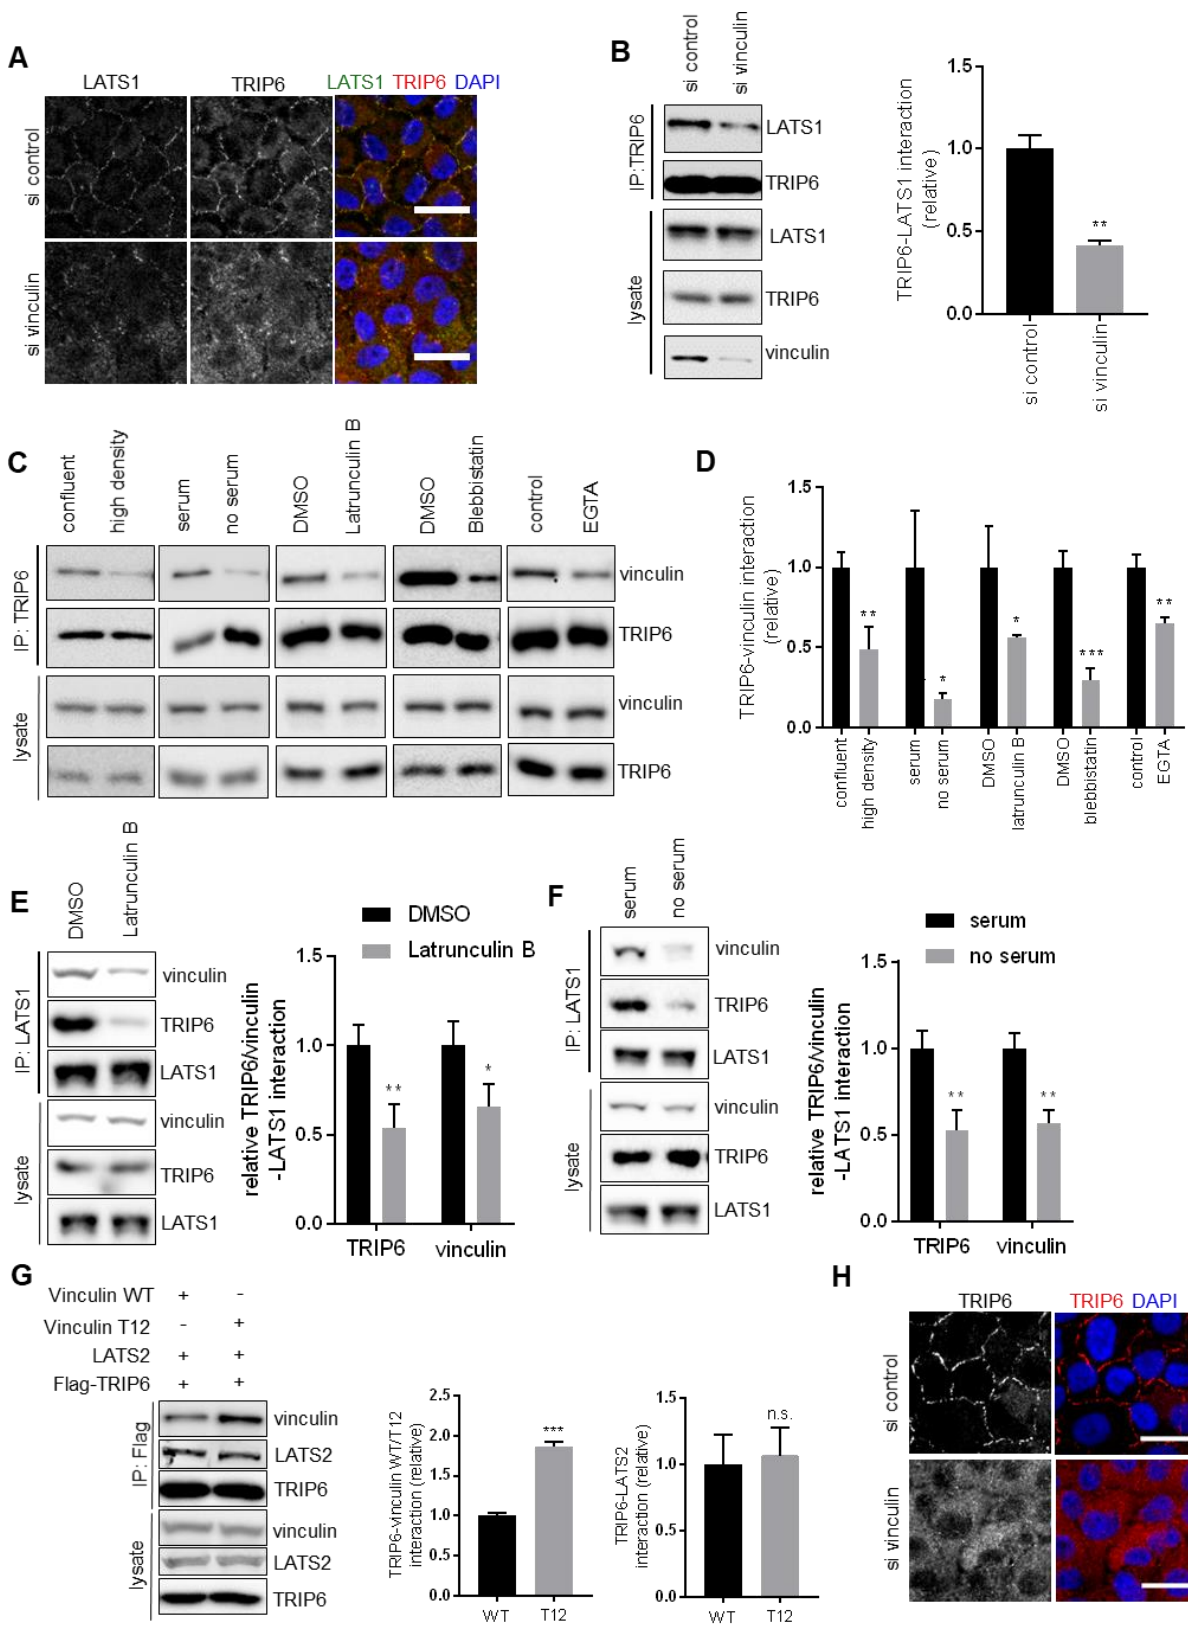 A
LATS1 TRIP6 LATS1 TRIP6 DAPI
si control
si vinculin
B
si control
si vinculin
IP:TRIP6
LATS1
TRIP6
lysate
LATS1
TRIP6
vinculin
TRIP6-LATS1 interaction
(relative)
1.5
1.0
0.5
0.0
**
si control
si vinculin
C
confluent
high density
serum
no serum
DMSO
Latrunculin B
DMSO
Blebbistatin
control
EGTA
IP: TRIP6
vinculin
TRIP6
lysate
vinculin
TRIP6
D
TRIP6-vinculin interaction
(relative)
1.5
1.0
0.5
0.0
**
*
*
***
**
confluent
high density
serum
no serum
DMSO
latrunculin B
DMSO
blebbistatin
control
EGTA
E
DMSO
Latrunculin B
IP: LATS1
vinculin
TRIP6
LATS1
lysate
vinculin
TRIP6
LATS1
DMSO
Latrunculin B
relative TRIP6/vinculin
-LATS1 interaction
1.5
1.0
0.5
0.0
**
*
TRIP6 vinculin
F
serum
no serum
IP: LATS1
vinculin
TRIP6
LATS1
lysate
vinculin
TRIP6
LATS1
serum
no serum
relative TRIP6/vinculin
-LATS1 interaction
1.5
1.0
0.5
0.0
**
**
TRIP6 vinculin
G
Vinculin WT + -
Vinculin T12 - +
LATS2 + +
Flag-TRIP6 + +
IP: Flag
vinculin
LATS2
TRIP6
lysate
vinculin
LATS2
TRIP6
TRIP6-vinculin WT/T12
interaction (relative)
2.5
2.0
1.5
1.0
0.5
0.0
***
WT T12
TRIP6-LATS2
interaction (relative)
1.5
1.0
0.5
0.0
n.s.
WT T12
H
TRIP6 TRIP6 DAPI
si control
si vinculin